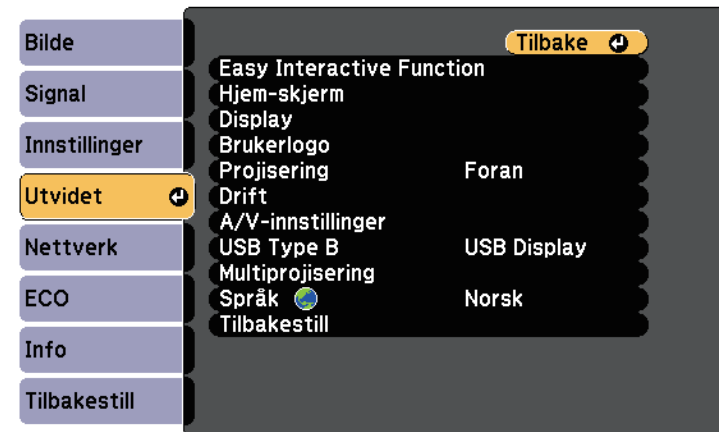 Bilde
Signal
Innstillinger
Utvidet
Nettverk
ECO
Info
Tilbakestill
Tilbake
Easy Interactive Function
Hjem-skjerm
Display
Brukerlogo
Projisering Foran
Drift
A/V-innstillinger
USB Type B USB Display
Multiprojisering
Språk Norsk
Tilbakestill